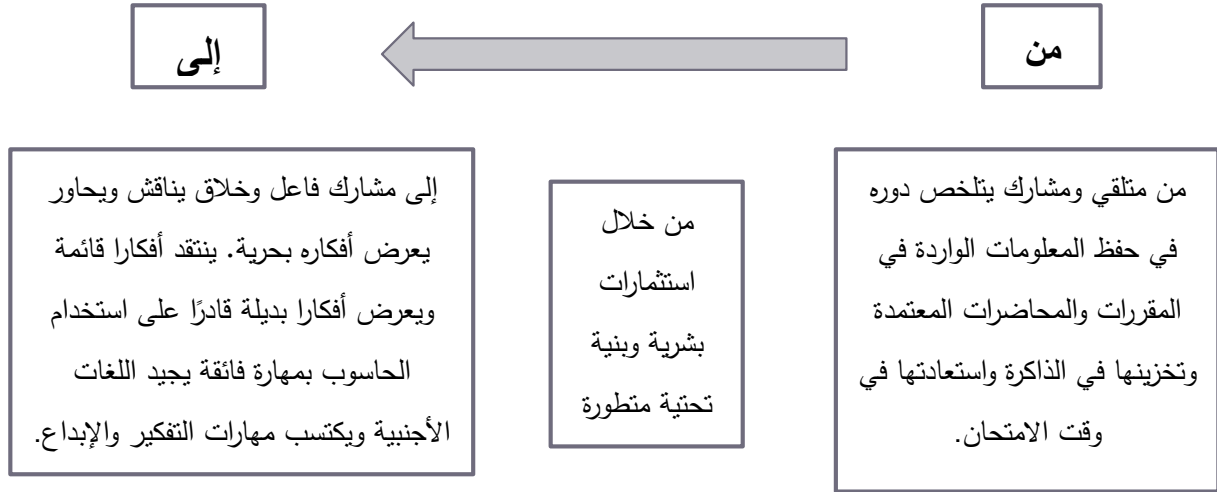 من
إلى
من متلقي ومشارك يتلخص دوره
في حفظ المعلومات الواردة في
المقررات والمحاضرات المعتمدة
وتخزينها في الذاكرة واستعادتها في
وقت الامتحان.
من خلال
استثمارات
بشرية وبنية
تحتية متطورة
إلى مشارك فاعل وخلاق يناقش ويحاور
يعرض أفكاره بحرية. ينتقد أفكارا قائمة
ويعرض أفكارا بديلة قادرًا على استخدام
الحاسوب بمهارة فائقة يجيد اللغات
الأجنبية ويكتسب مهارات التفكير والإبداع.